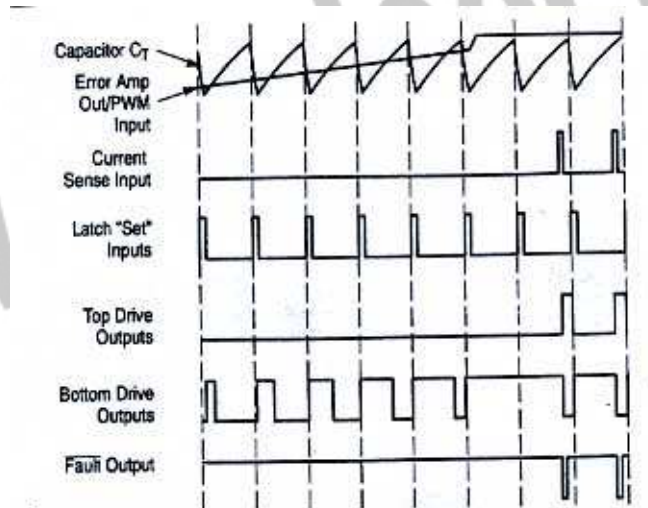 Capacitor CT
Error Amp
Out/PWM
Input
Current
Sense Input
Latch "Set"
Inputs
Top Drive
Outputs
Bottom Drive
Outputs
Fault Output